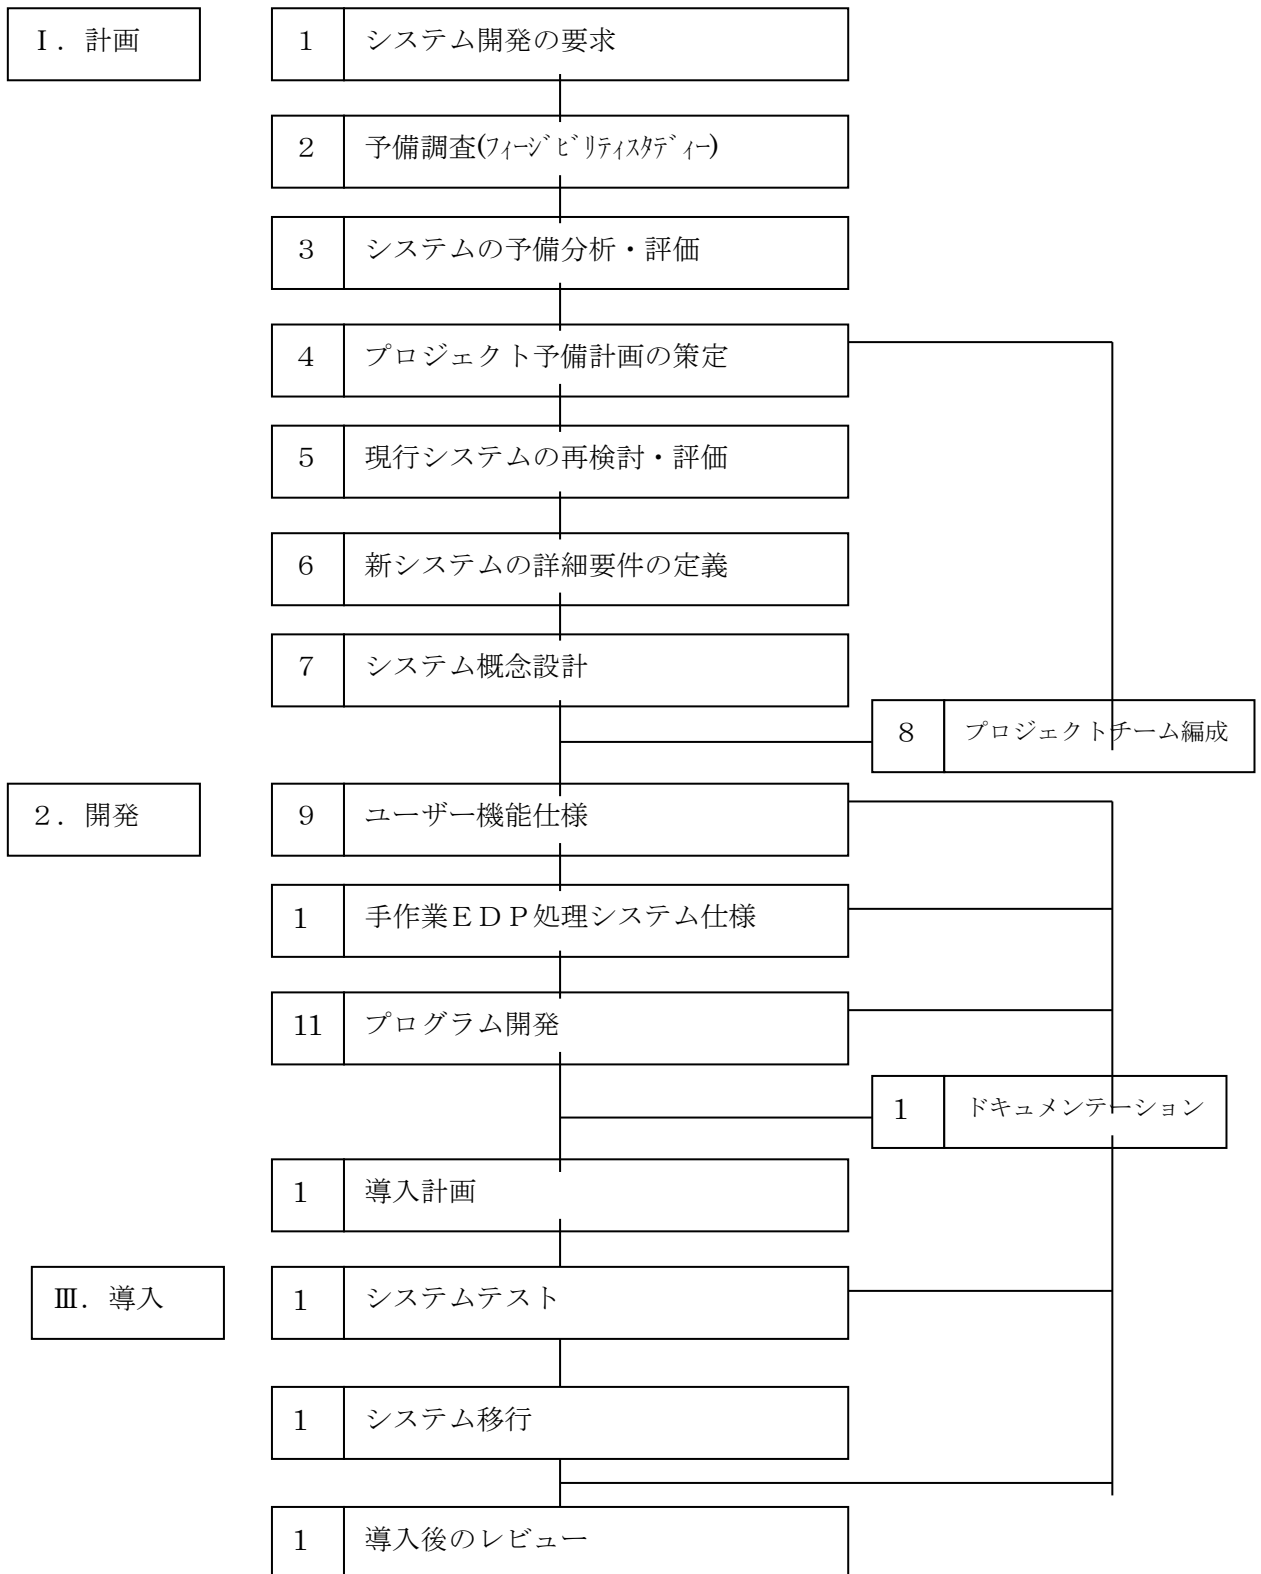 Ⅰ．計画
１ システム開発の要求
２ 予備調査(ﾌｨｰｼﾞﾋﾞﾘﾃｨｽﾀﾃﾞｨｰ)
３ システムの予備分析・評価
４ プロジェクト予備計画の策定
５ 現行システムの再検討・評価
６ 新システムの詳細要件の定義
７ システム概念設計
８ プロジェクトチーム編成
２．開発
９ ユーザー機能仕様
1 手作業ＥＤＰ処理システム仕様
11 プログラム開発
1 ドキュメンテーション
1 導入計画
Ⅲ．導入
1 システムテスト
1 システム移行
1 導入後のレビュー